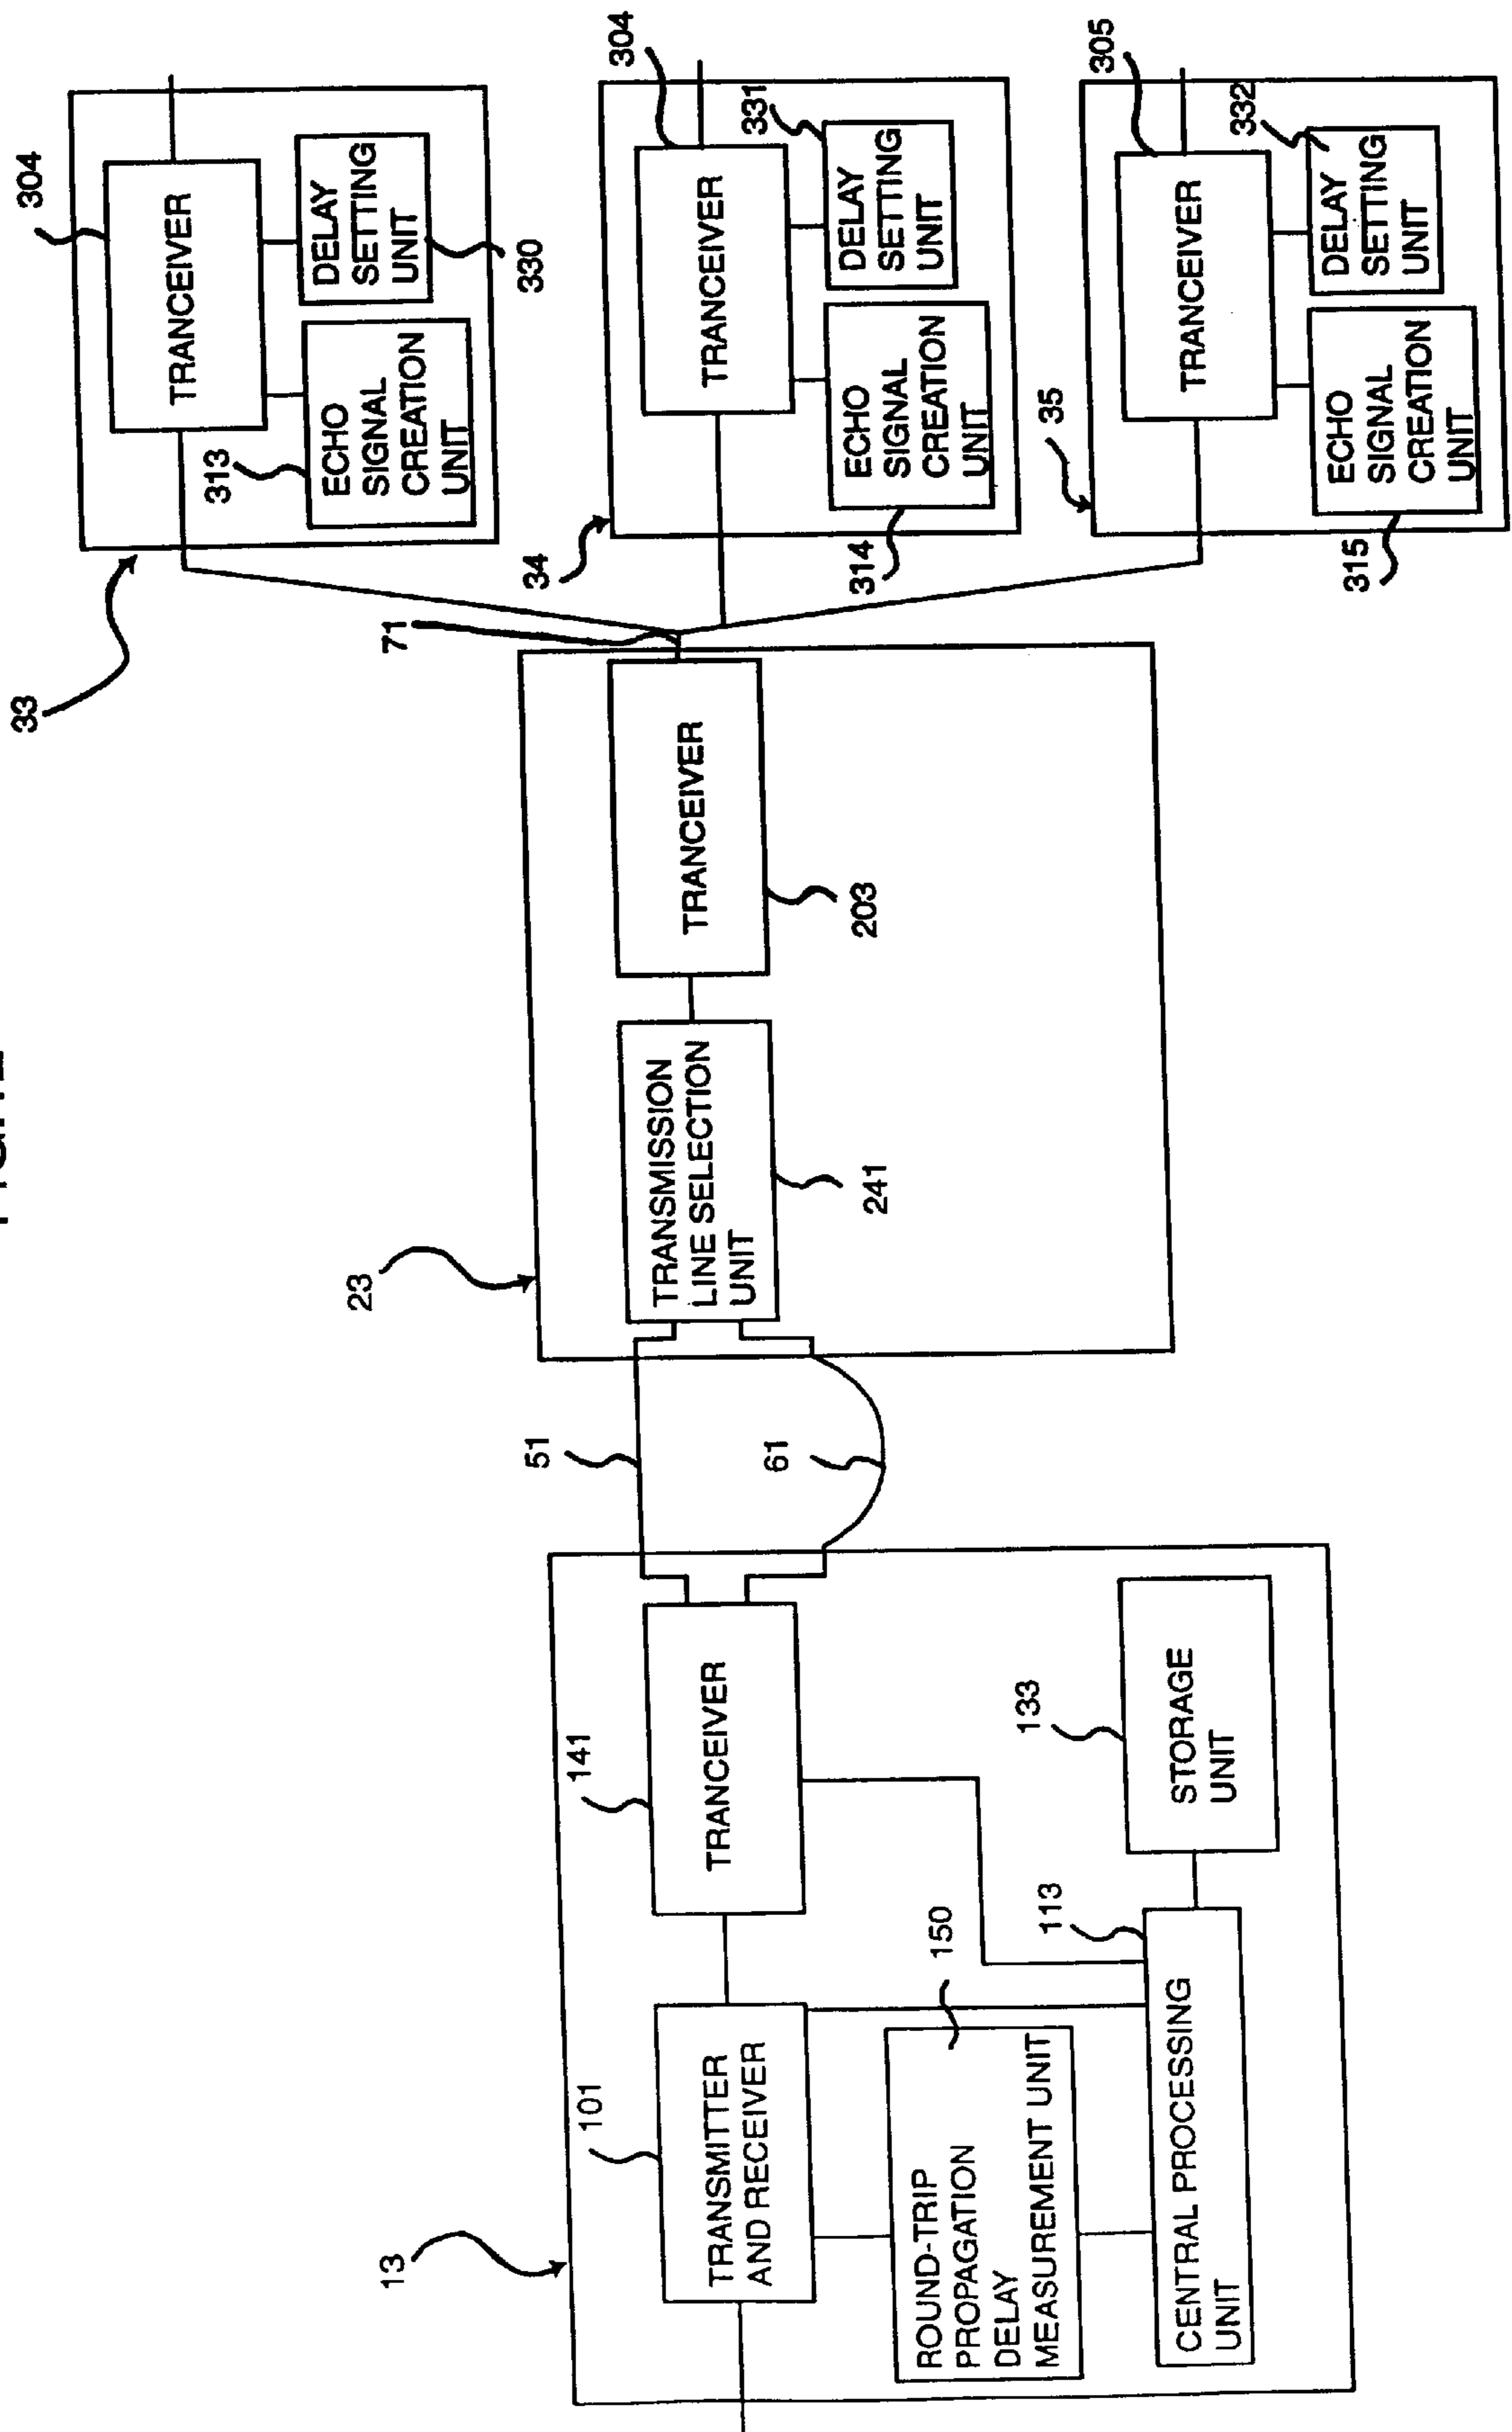 13
101
TRANSMITTER
AND RECEIVER
141
TRANCEIVER
ROUND-TRIP
PROPAGATION
DELAY
MEASUREMENT UNIT
150
CENTRAL PROCESSING
UNIT
113
133
STORAGE
UNIT
51
61
23
TRANSMISSION
LINE SELECTION
UNIT
241
TRANCEIVER
203
71
33
304
TRANCEIVER
313
ECHO
SIGNAL
CREATION
UNIT
DELAY
SETTING
UNIT
330
34
304
TRANCEIVER
314
ECHO
SIGNAL
CREATION
UNIT
331
DELAY
SETTING
UNIT
35
305
TRANCEIVER
315
ECHO
SIGNAL
CREATION
UNIT
332
DELAY
SETTING
UNIT